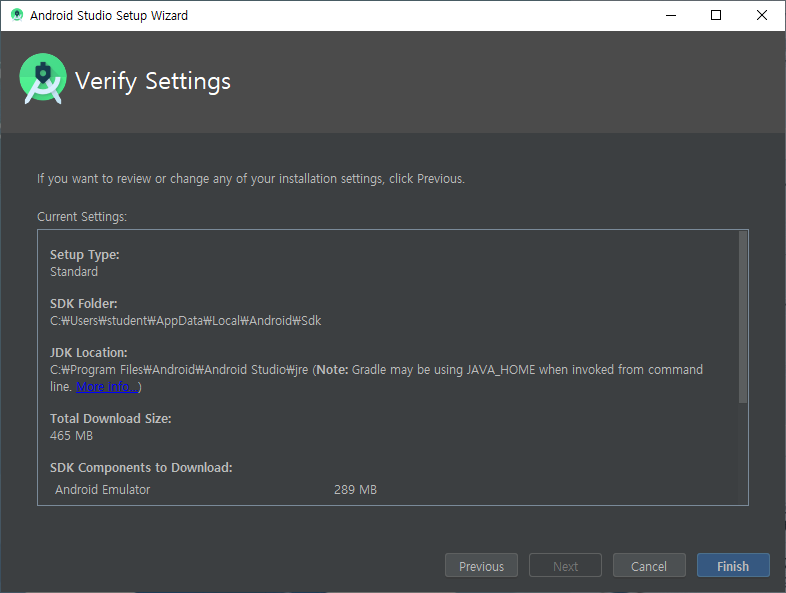 Android Studio Setup Wizard
Verify Settings
If you want to review or change any of your installation settings, click Previous.
Current Settings:
Setup Type:
Standard
SDK Folder:
C:₩Users₩student₩AppData₩Local₩Android₩Sdk
JDK Location:
C:₩Program Files₩Android₩Android Studio₩jre (Note: Gradle may be using JAVA_HOME when invoked from command
line. More info...)
Total Download Size:
465 MB
SDK Components to Download:
Android Emulator 289 MB
Previous Next Cancel Finish